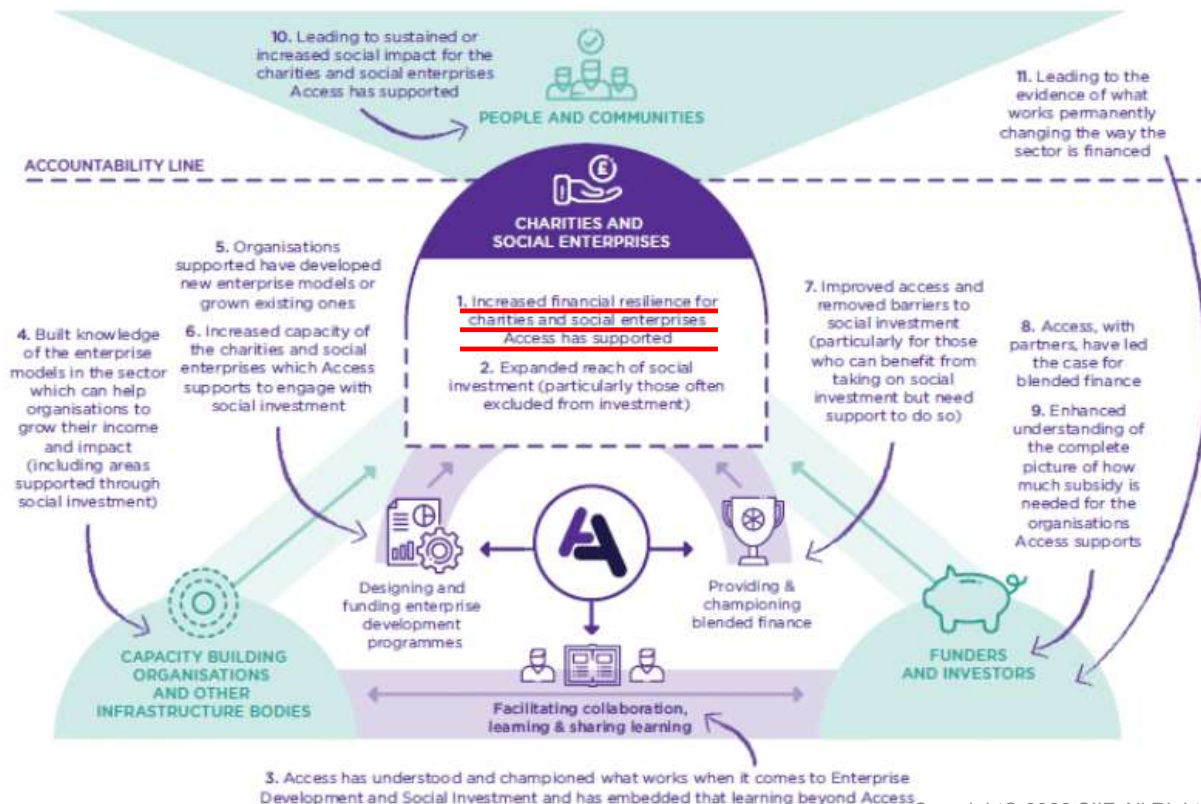 10. Leading to sustained or
increased social impact for the
charities and social enterprises
Access has supported
PEOPLE AND COMMUNITIES
11. Leading to the
evidence of what
works permanently
changing the way the
sector is financed
ACCOUNTABILITY LINE
£
CHARITIES AND
SOCIAL ENTERPRISES
1. Increased financial resilience for
charities and social enterprises
Access has supported
2. Expanded reach of social
investment (particularly those often
excluded from investment)
5. Organisations
supported have developed
new enterprise models or
grown existing ones
6. Increased capacity of
the charities and social
enterprises which Access
supports to engage with
social investment
4. Built knowledge
of the enterprise
models in the sector
which can help
organisations to
grow their income
and impact
(including areas
supported through
social investment)
7. Improved access and
removed barriers to
social investment
(particularly for those
who can benefit from
taking on social
investment but need
support to do so)
8. Access, with
partners, have led
the case for
blended finance
9. Enhanced
understanding of
the complete
picture of how
much subsidy is
needed for the
organisations
Access supports
Designing and
funding enterprise
development
programmes
Providing &
championing
blended finance
CAPACITY BUILDING
ORGANISATIONS
AND OTHER
INFRASTRUCTURE BODIES
FUNDERS
AND INVESTORS
Facilitating collaboration,
learning & sharing learning
3. Access has understood and championed what works when it comes to Enterprise
Development and Social Investment and has embedded that learning beyond Access